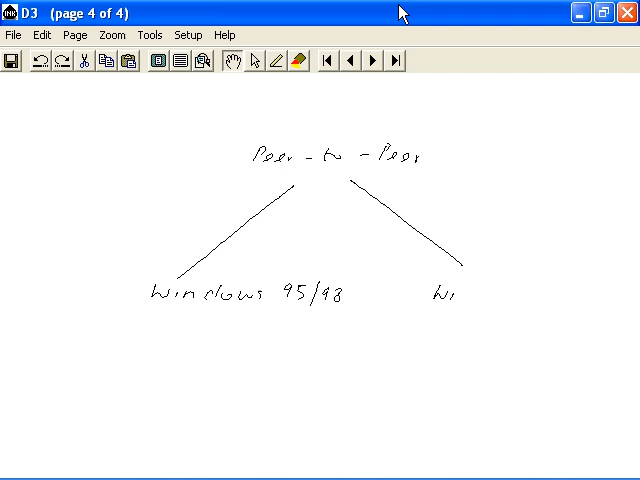 D3 (page 4 of 4)
File Edit Page Zoom Tools Setup Help
Peer - to - Peer
Windows 95/98 Wi